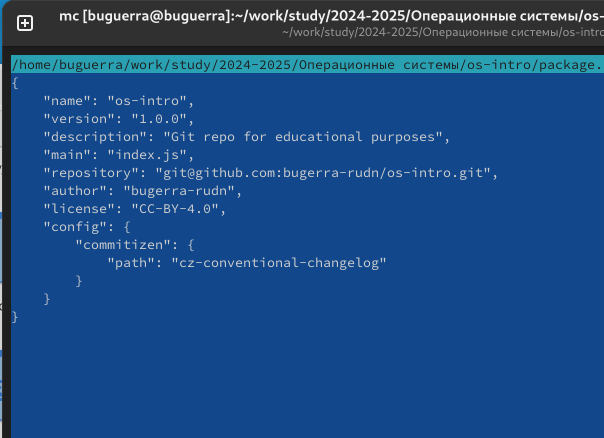 mc [buguerra@buguerra]:~/work/study/2024-2025/Операционные системы/os-
~/work/study/2024-2025/Операционные системы/os-intro
/home/buguerra/work/study/2024-2025/Операционные системы/os-intro/package.
{
    "name": "os-intro",
    "version": "1.0.0",
    "description": "Git repo for educational purposes",
    "main": "index.js",
    "repository": "git@github.com:bugerra-rudn/os-intro.git",
    "author": "bugerra-rudn",
    "license": "CC-BY-4.0",
    "config": {
        "commitizen": {
            "path": "cz-conventional-changelog"
        }
    }
}